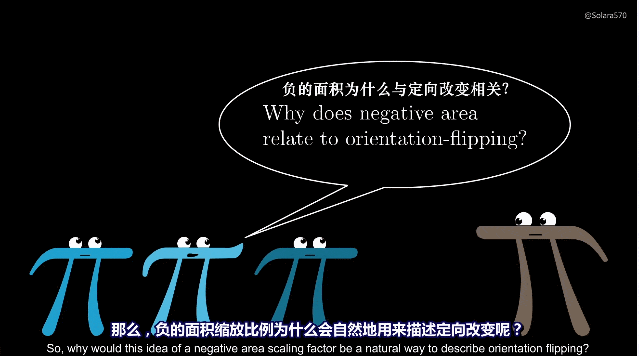 @Solara570
负的面积为什么与定向改变相关？
Why does negative area
relate to orientation-flipping?
那么，负的面积缩放比例为什么会自然地用来描述定向改变呢？
So, why would this idea of a negative area scaling factor be a natural way to describe orientation flipping?